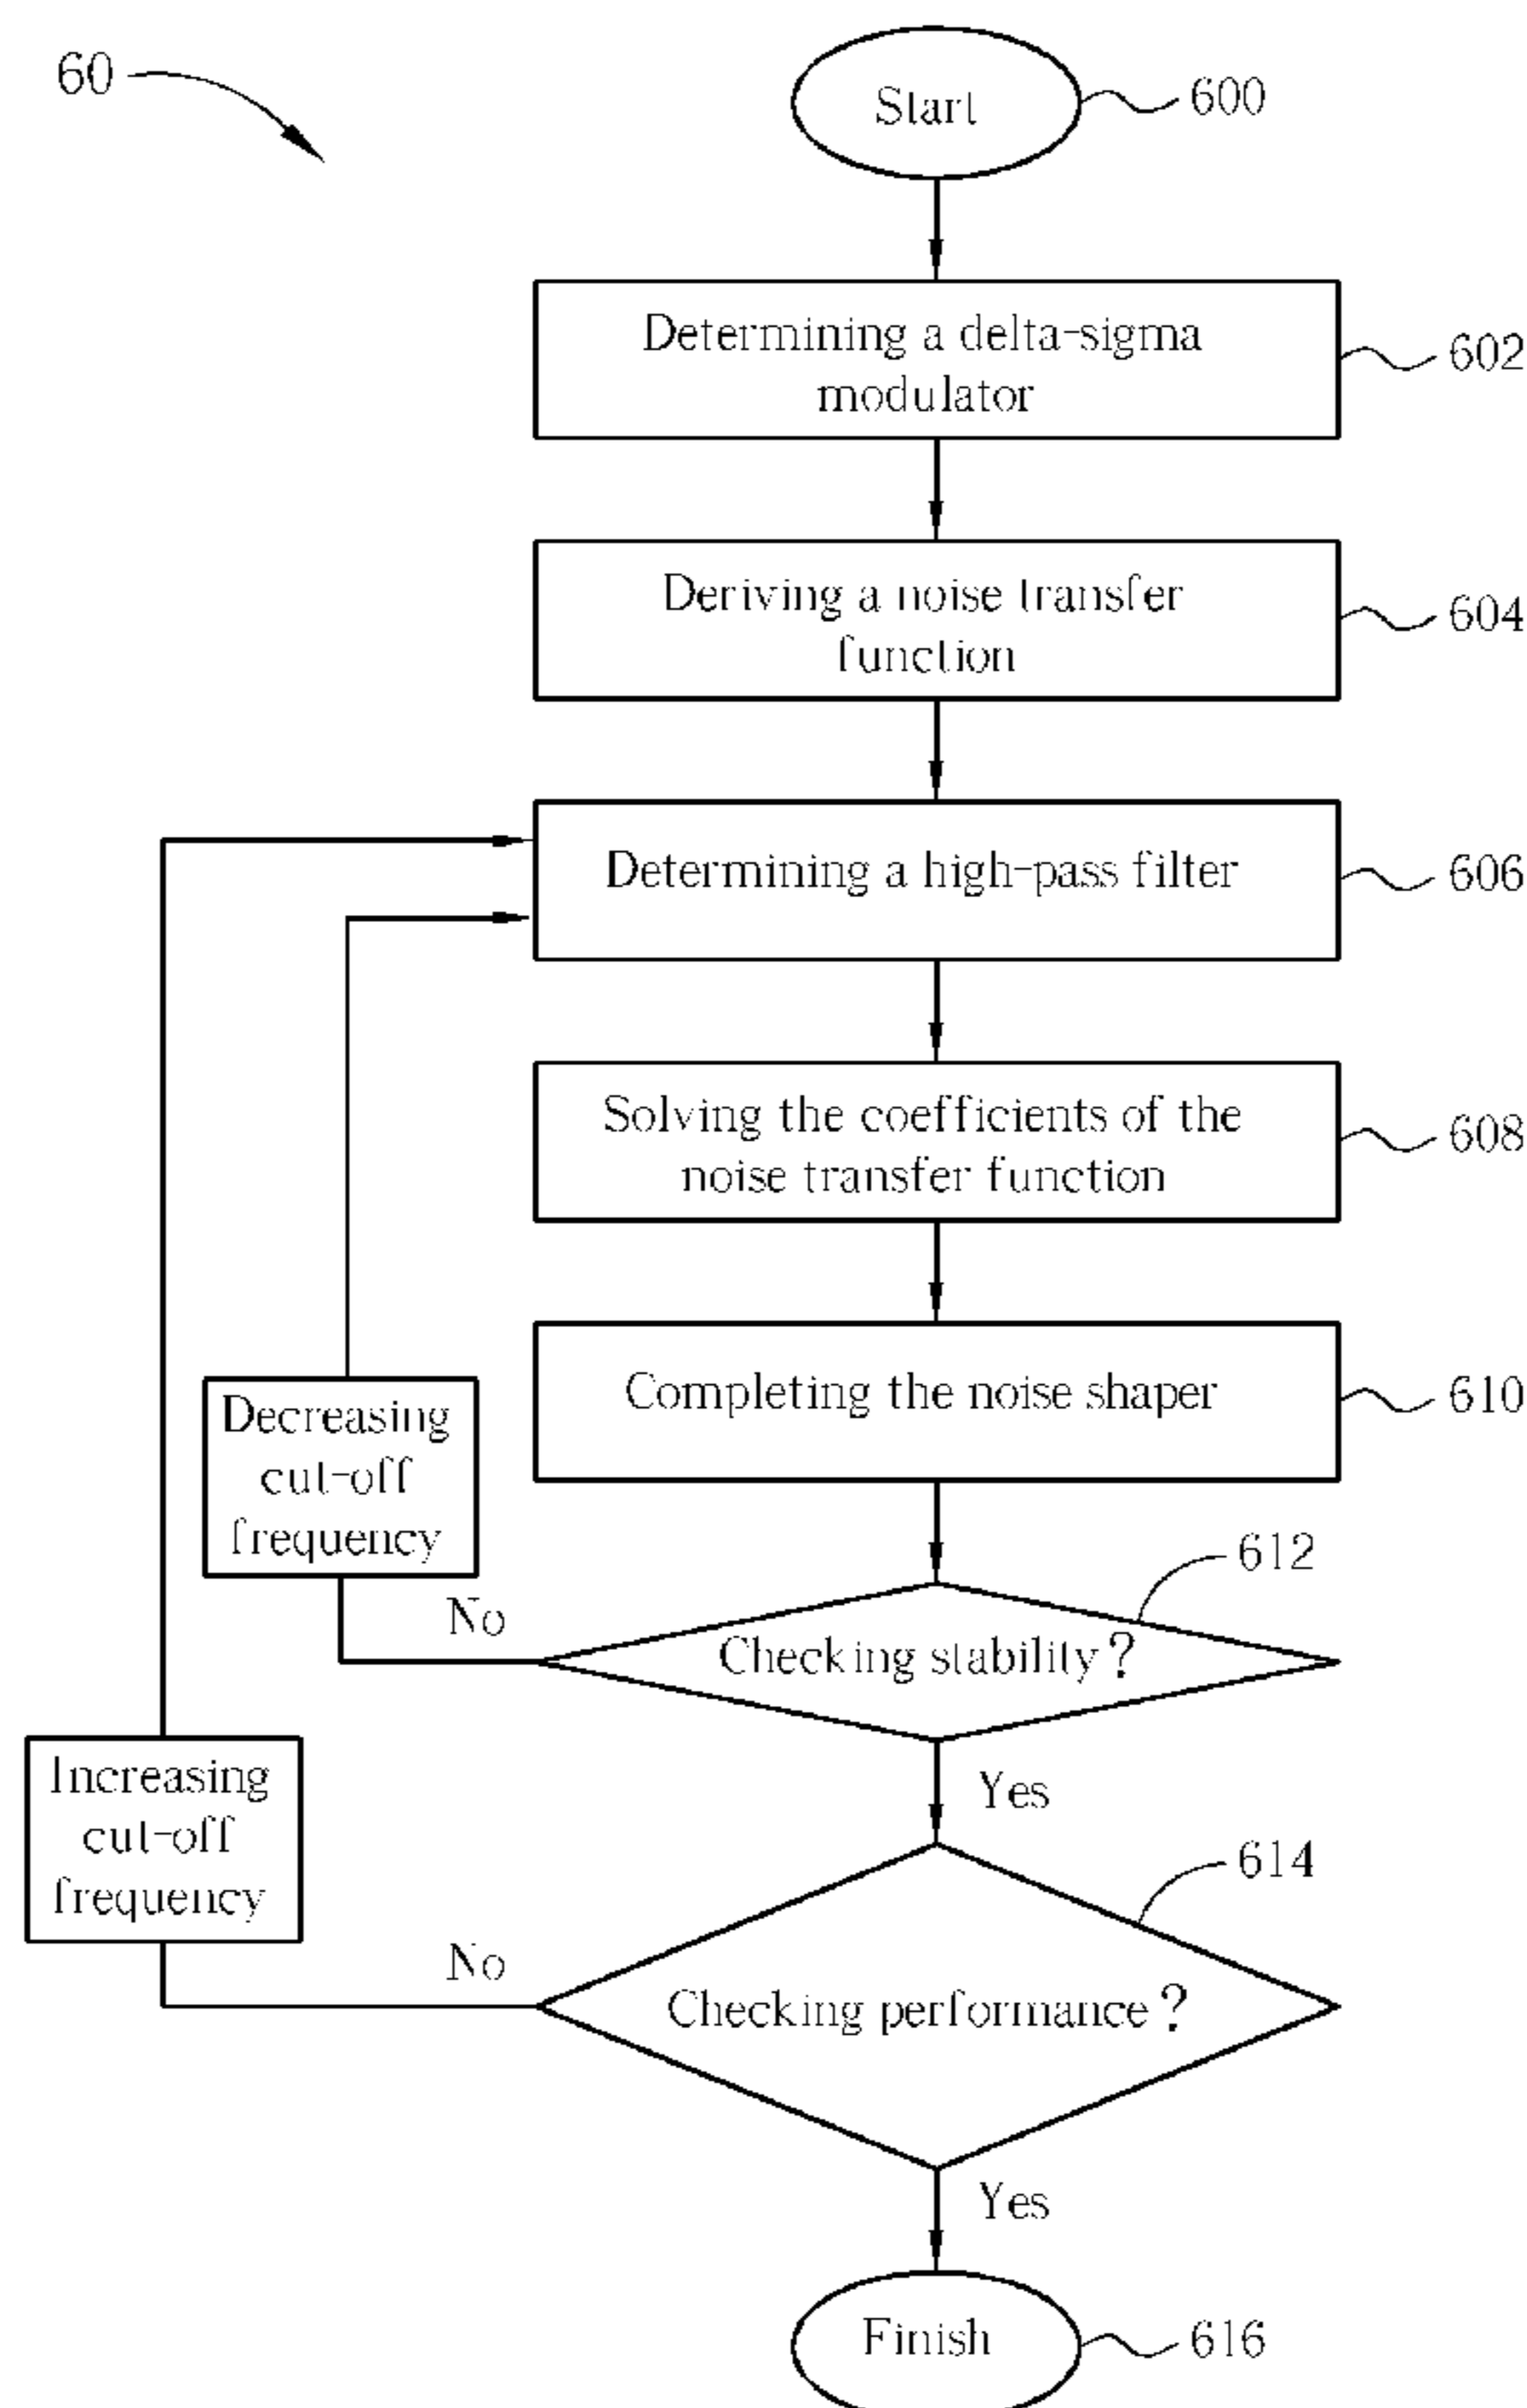 60
Start
600
Determining a delta-sigma
modulator
602
Deriving a noise transfer
function
604
Determining a high-pass filter
606
Solving the coefficients of the
noise transfer function
608
Completing the noise shaper
610
Decreasing
cut-off
frequency
No
Checking stability?
612
Yes
Increasing
cut-off
frequency
No
Checking performance?
614
Yes
Finish
616